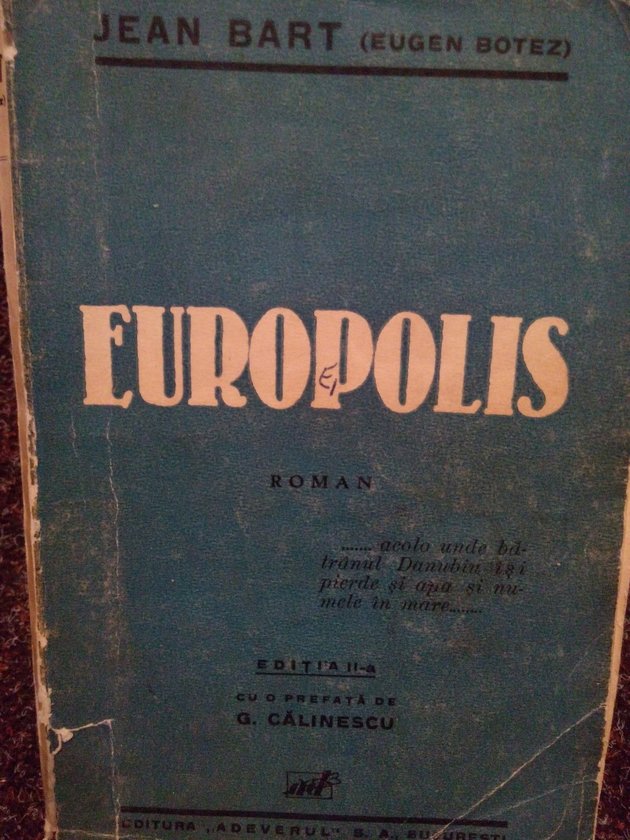 JEAN BART (EUGEN BOTEZ)
EUROPOLIS
ROMAN
....... acolo unde bă-
trânul Danubiu își
pierde și apa și nu-
mele în mare.......
EDIȚIA II-a
CU O PREFAȚĂ DE
G. CĂLINESCU
EDITURA „ADEVERUL" S. A., BUCUREȘTI